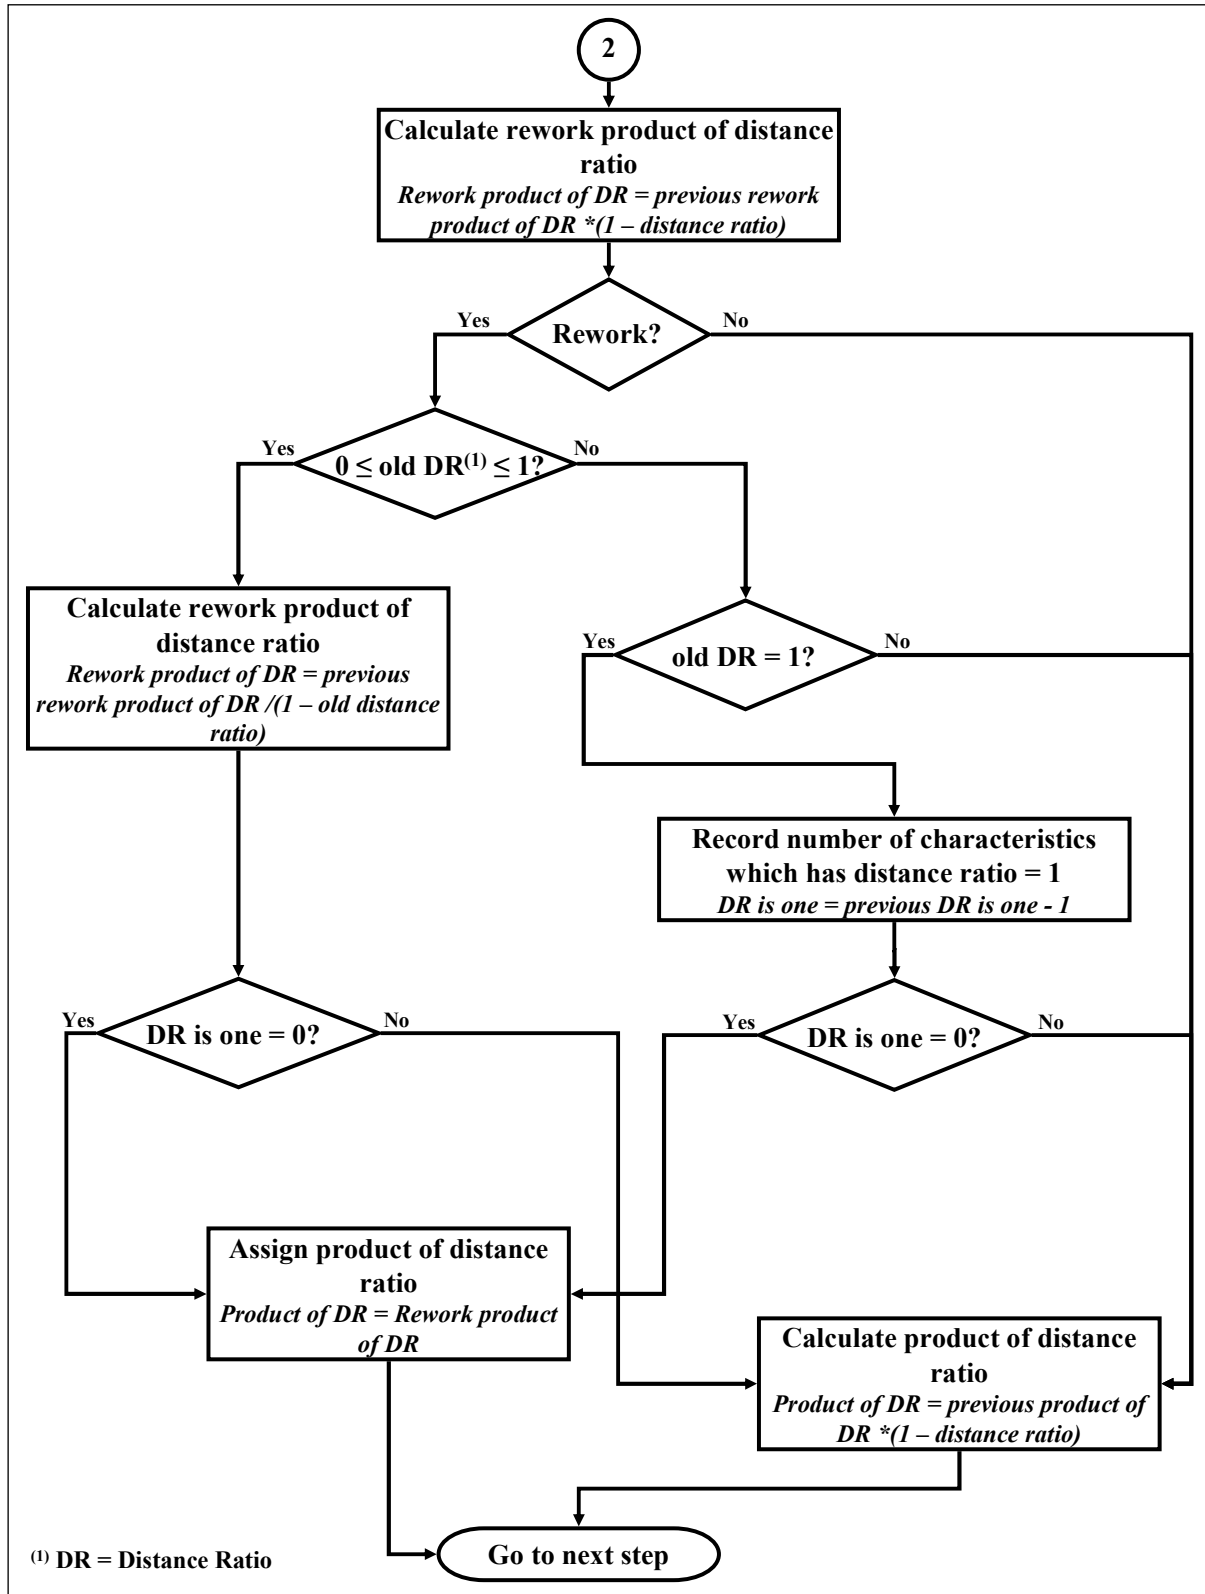 2
Calculate rework product of distance
ratio
Rework product of DR = previous rework
product of DR *(1 – distance ratio)
Rework?
Yes
No
0 ≤ old DR(1) ≤ 1?
Yes
No
Calculate rework product of
distance ratio
Rework product of DR = previous
rework product of DR /(1 – old distance
ratio)
old DR = 1?
Yes
No
Record number of characteristics
which has distance ratio = 1
DR is one = previous DR is one - 1
Yes
DR is one = 0?
No
Yes
DR is one = 0?
No
Assign product of distance
ratio
Product of DR = Rework product
of DR
Calculate product of distance
ratio
Product of DR = previous product of
DR *(1 – distance ratio)
Go to next step
(1) DR = Distance Ratio